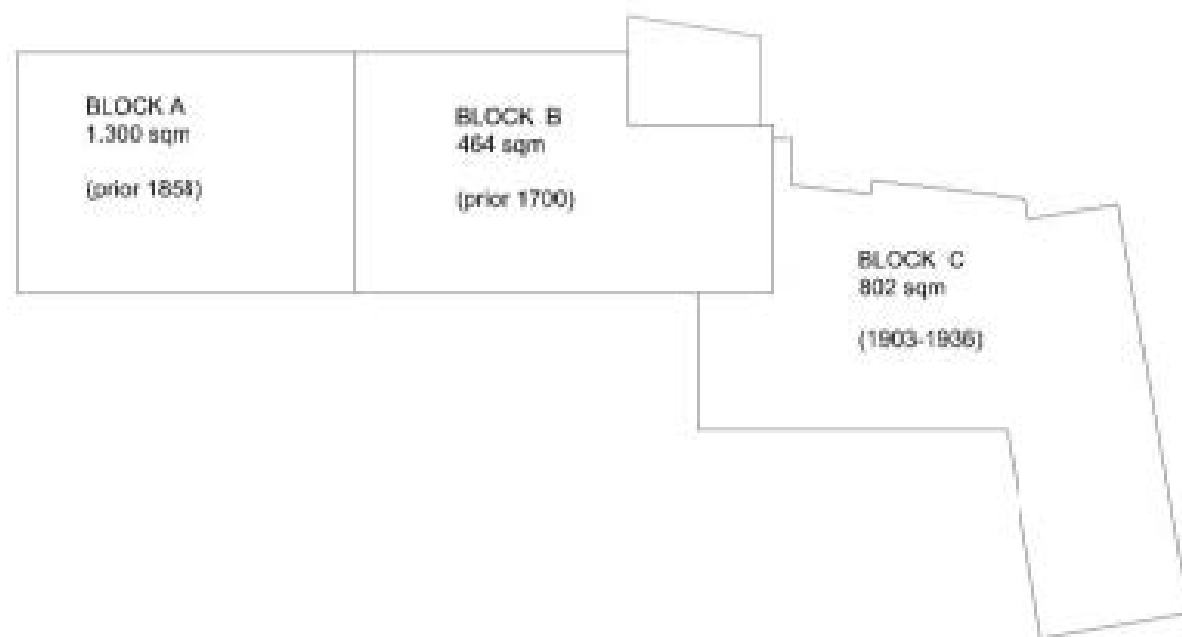 BLOCK A
1.300 sqm
(prior 1858)
BLOCK B
464 sqm
(prior 1700)
BLOCK C
802 sqm
(1903-1936)